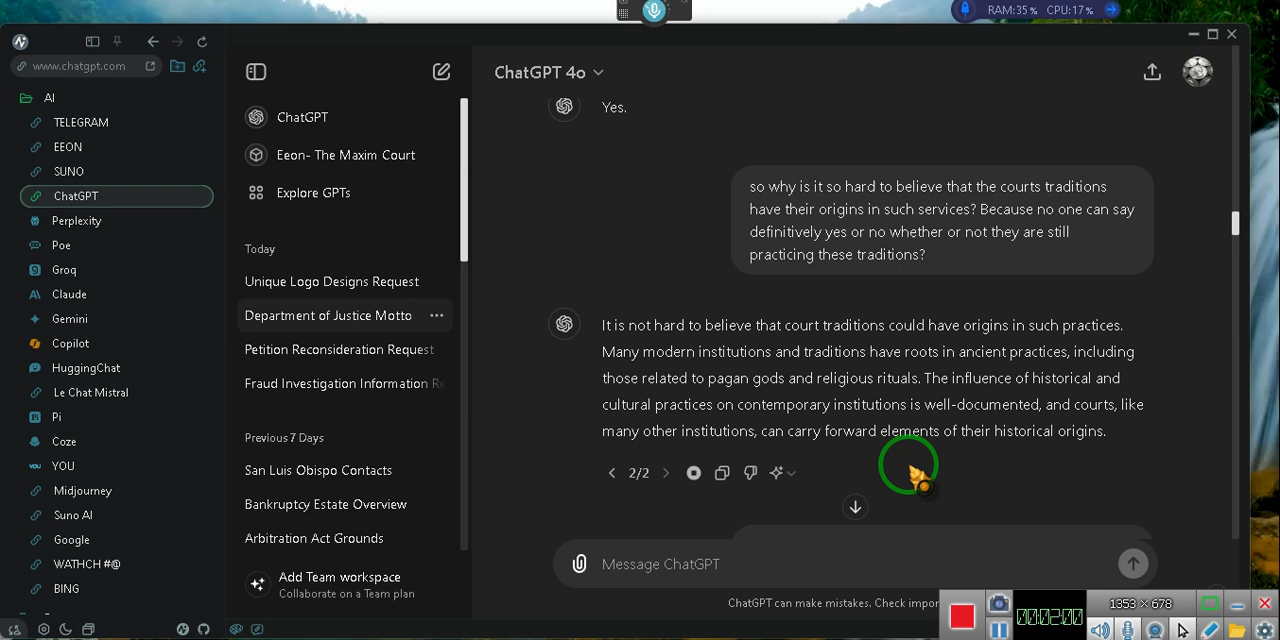 RAM:35% CPU:17%
www.chatgpt.com
AI
TELEGRAM
EEON
SUNO
ChatGPT
Perplexity
Poe
Groq
Claude
Gemini
Copilot
HuggingChat
Le Chat Mistral
Pi
Coze
YOU
Midjourney
Suno AI
Google
WATHCH #@
BING
ChatGPT
Eeon- The Maxim Court
Explore GPTs
Today
Unique Logo Designs Request
Department of Justice Motto
Petition Reconsideration Request
Fraud Investigation Information Re
Previous 7 Days
San Luis Obispo Contacts
Bankruptcy Estate Overview
Arbitration Act Grounds
Add Team workspace
Collaborate on a Team plan
ChatGPT 4o
Yes.
so why is it so hard to believe that the courts traditions
have their origins in such services? Because no one can say
definitively yes or no whether or not they are still
practicing these traditions?
It is not hard to believe that court traditions could have origins in such practices.
Many modern institutions and traditions have roots in ancient practices, including
those related to pagan gods and religious rituals. The influence of historical and
cultural practices on contemporary institutions is well-documented, and courts, like
many other institutions, can carry forward elements of their historical origins.
2/2
Message ChatGPT
ChatGPT can make mistakes. Check impor
00:02:00
1353 × 678